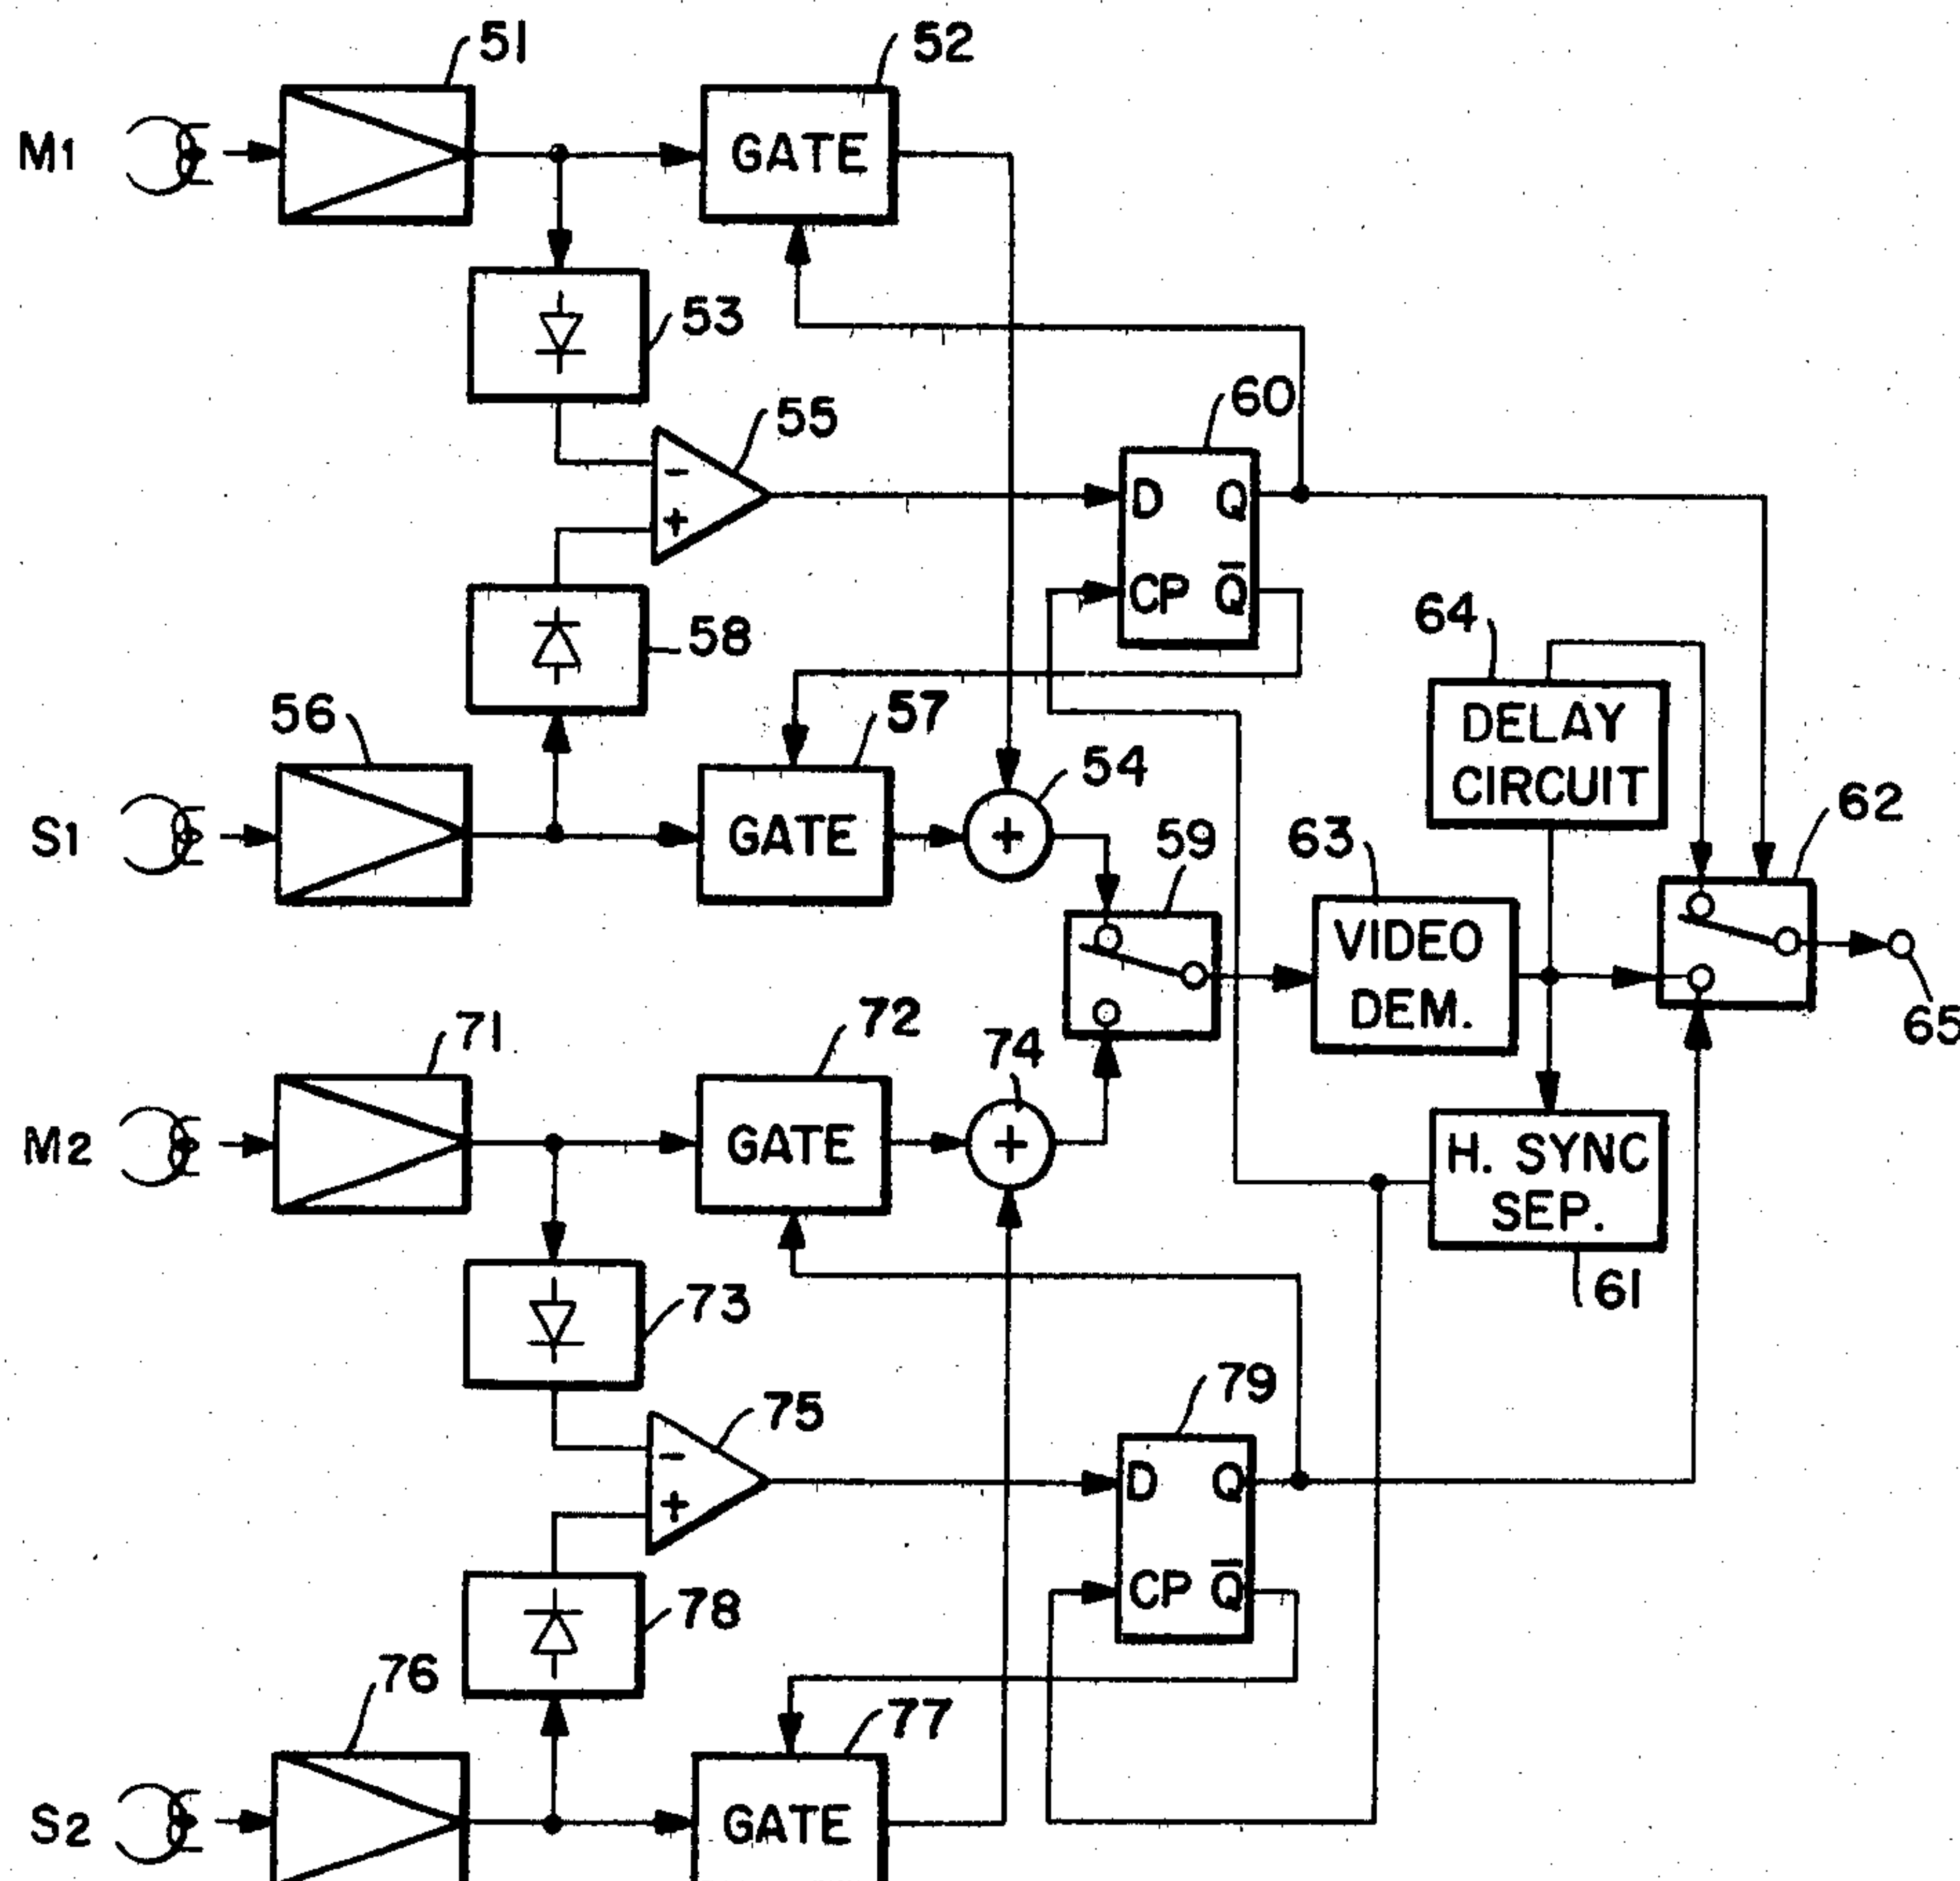 51
52
M1
GATE
53
55
60
-
+
D Q
CP Q̄
58
64
56
57
DELAY
CIRCUIT
54
62
S1
GATE
+
59
63
VIDEO
DEM.
65
71
72
74
M2
GATE
+
H. SYNC
SEP.
61
73
79
75
-
+
D Q
CP Q̄
78
76
77
S2
GATE